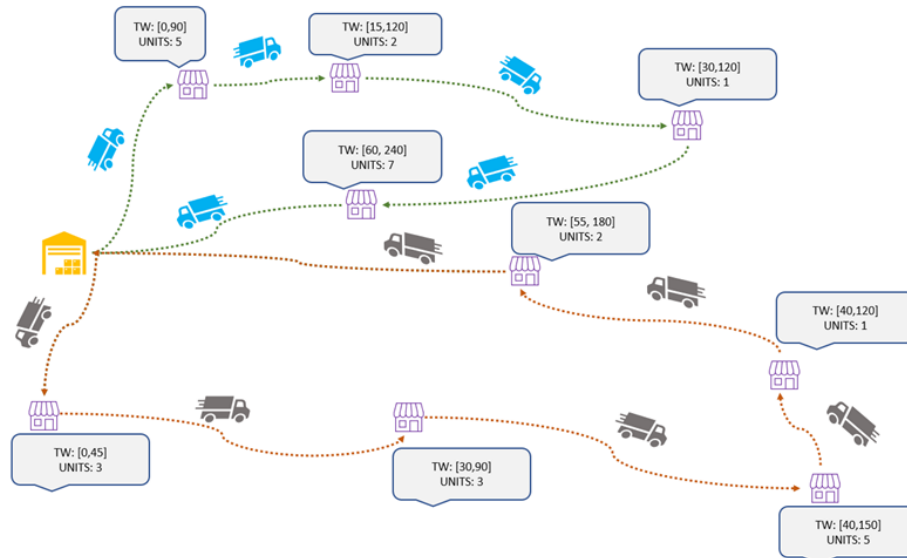 TW: [0,90]
UNITS: 5
TW: [15,120]
UNITS: 2
TW: [30,120]
UNITS: 1
TW: [60, 240]
UNITS: 7
TW: [55, 180]
UNITS: 2
TW: [40,120]
UNITS: 1
TW: [0,45]
UNITS: 3
TW: [30,90]
UNITS: 3
TW: [40,150]
UNITS: 5